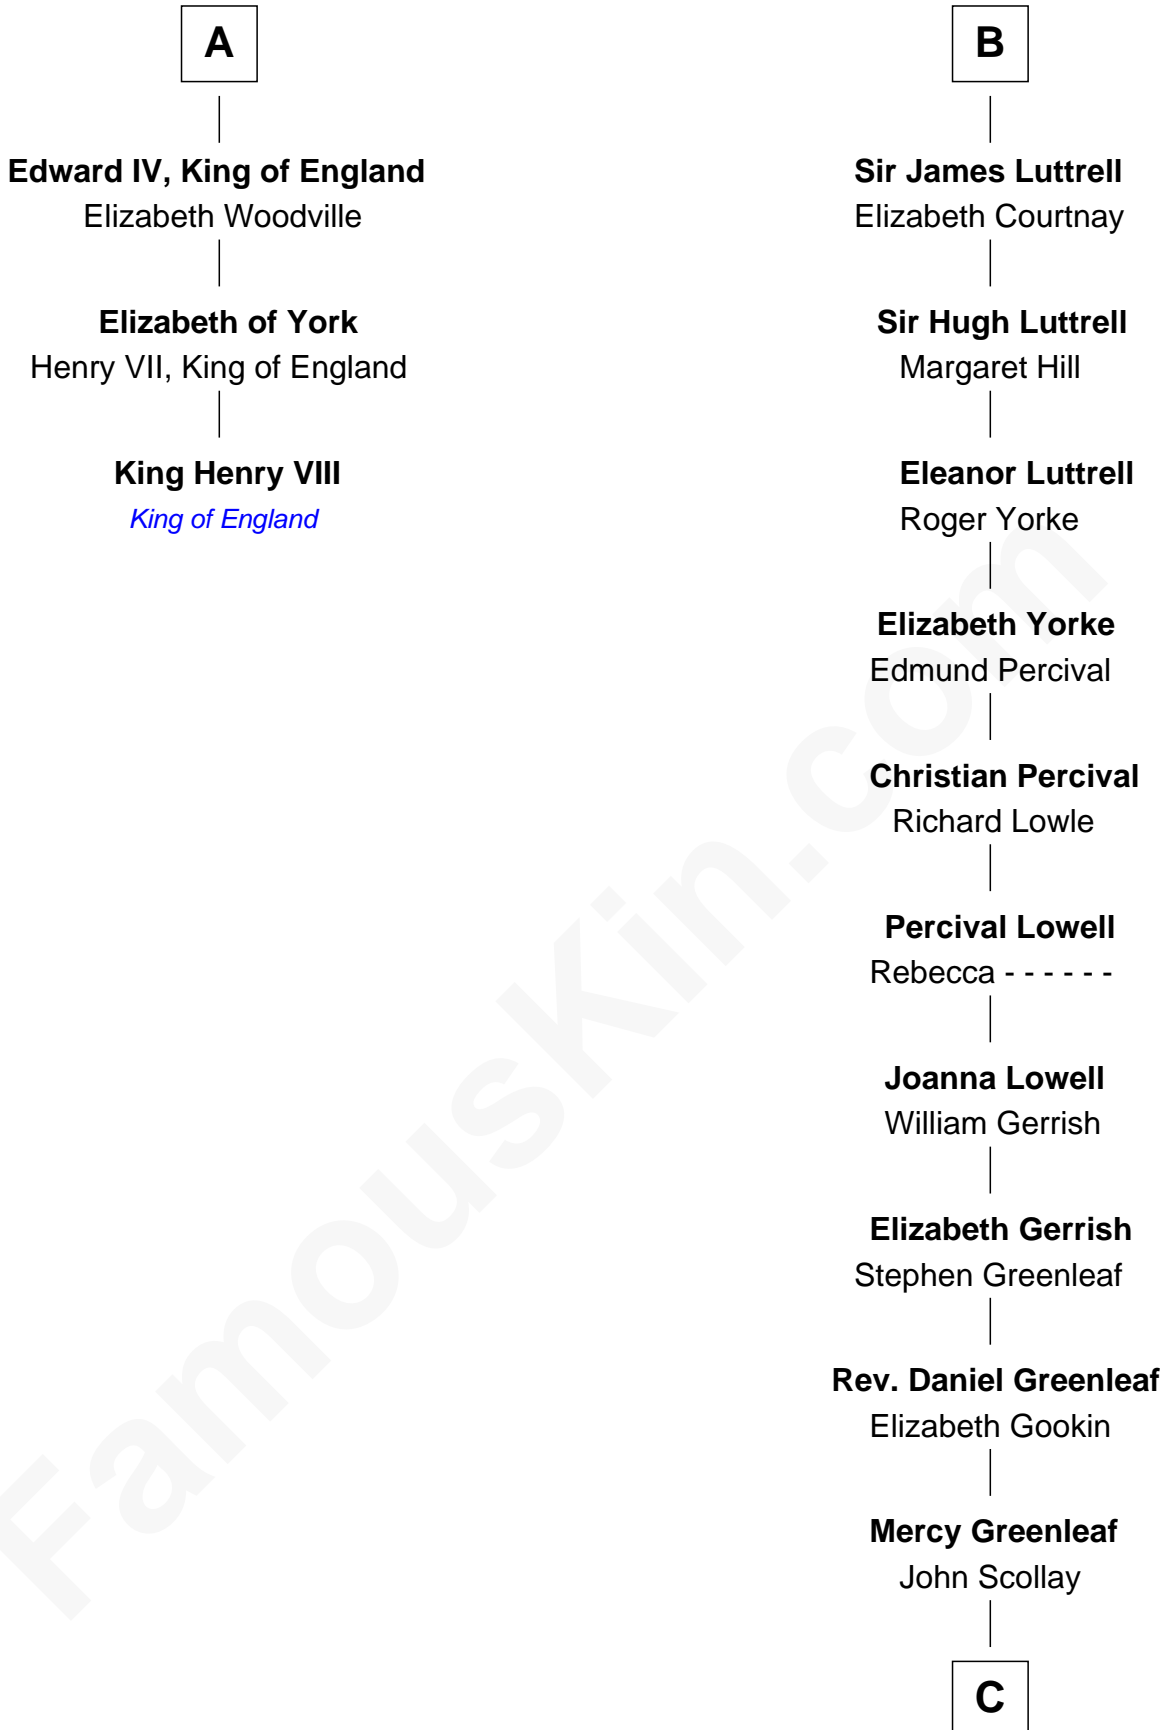 A
Edward IV, King of England
Elizabeth Woodville
Elizabeth of York
Henry VII, King of England
King Henry VIII
King of England
B
Sir James Luttrell
Elizabeth Courtnay
Sir Hugh Luttrell
Margaret Hill
Eleanor Luttrell
Roger Yorke
Elizabeth Yorke
Edmund Percival
Christian Percival
Richard Lowle
Percival Lowell
Rebecca - - - - - -
Joanna Lowell
William Gerrish
Elizabeth Gerrish
Stephen Greenleaf
Rev. Daniel Greenleaf
Elizabeth Gookin
Mercy Greenleaf
John Scollay
C
FamousKin.com